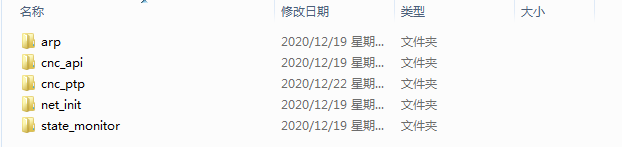 名称 修改日期 类型 大小
arp 2020/12/19 星期... 文件夹
cnc_api 2020/12/19 星期... 文件夹
cnc_ptp 2020/12/22 星期... 文件夹
net_init 2020/12/19 星期... 文件夹
state_monitor 2020/12/19 星期... 文件夹